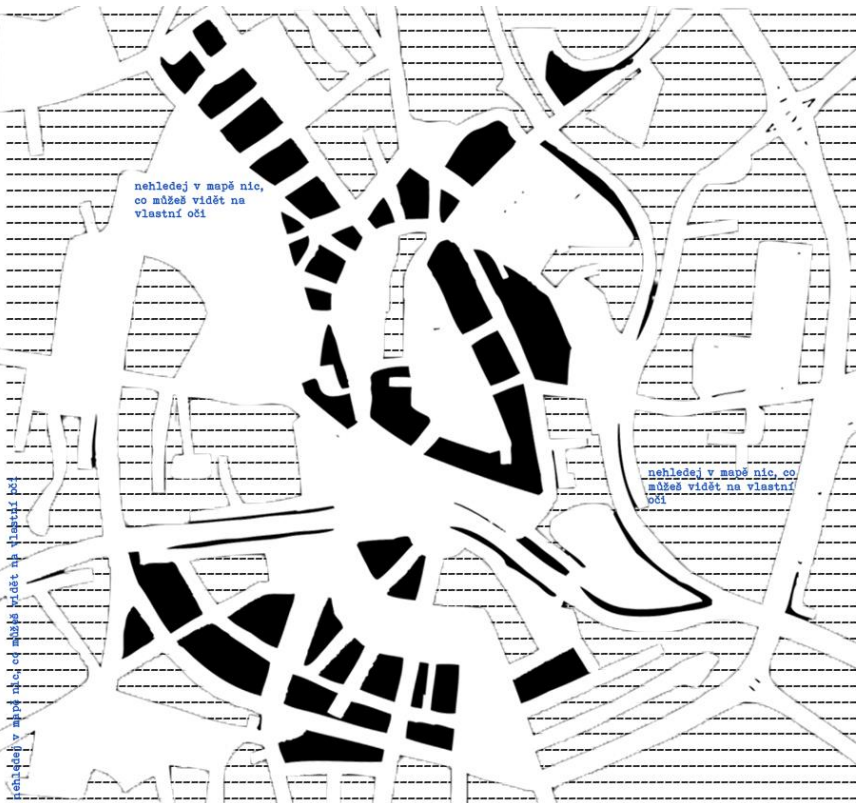 nehledej v mapě nic,
co můžeš vidět na
vlastní oči
nehledej v mapě nic, co
můžeš vidět na vlastní
oči
nehledej v mapě nic, co můžeš vidět na vlastní oči